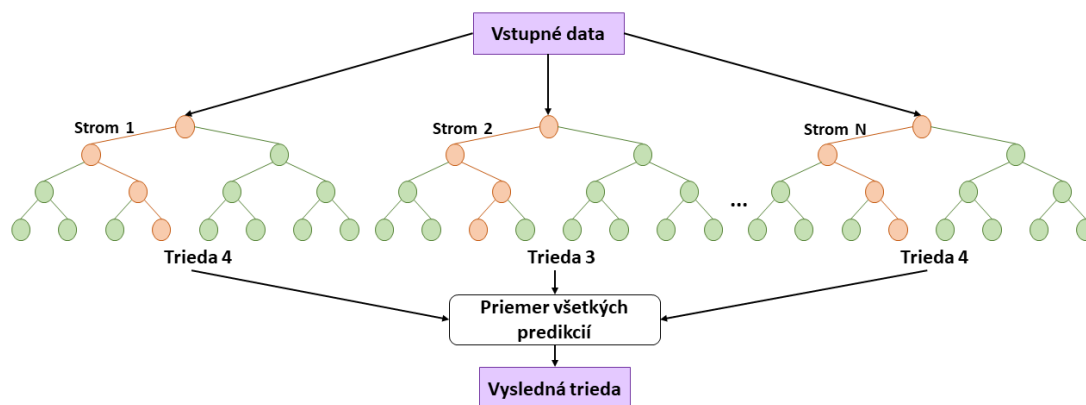 Vstupné data
Strom 1
Strom 2
Strom N
...
Trieda 4
Trieda 3
Trieda 4
Priemer všetkých
predikcií
Vysledná trieda